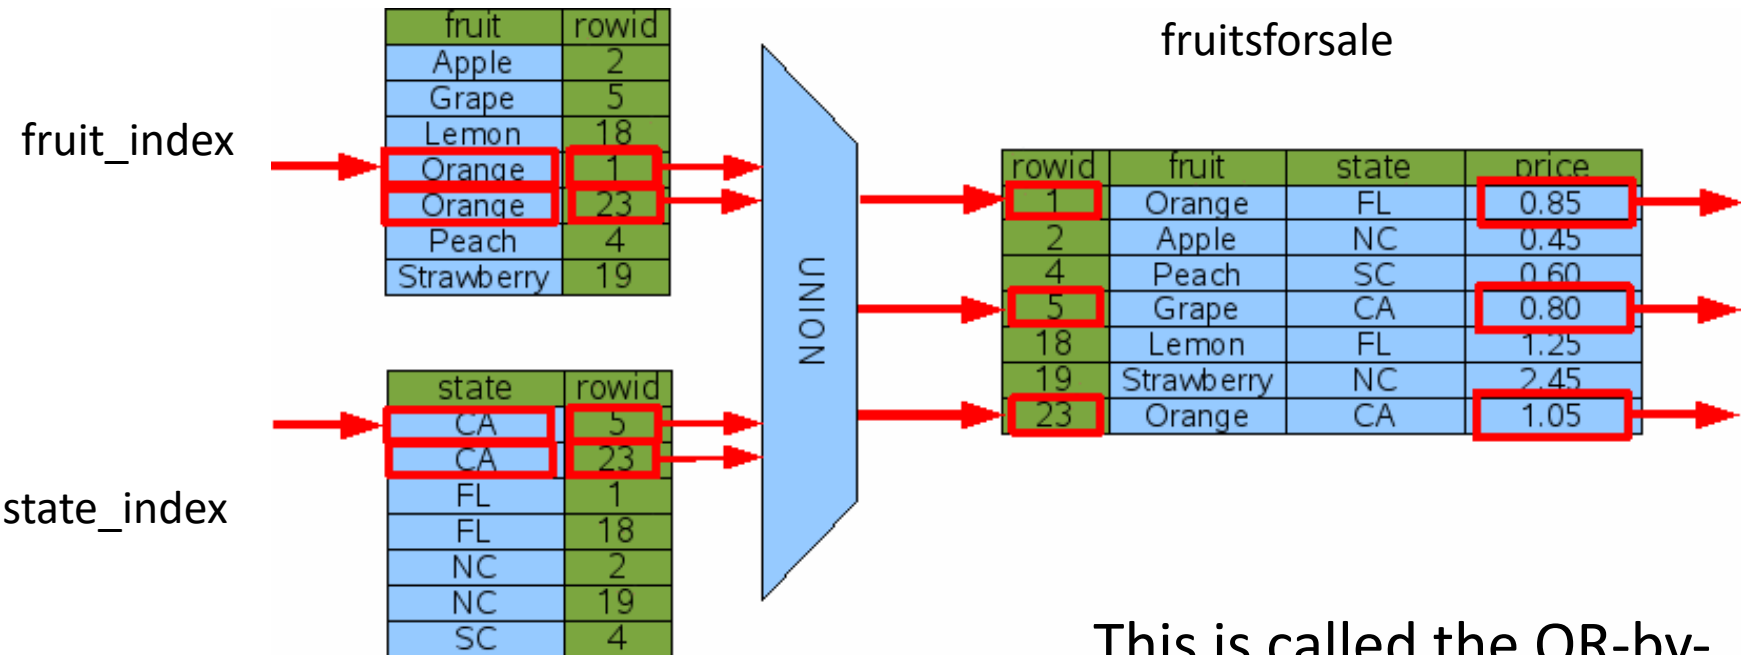 fruit_index
fruit rowid
Apple 2
Grape 5
Lemon 18
Orange 1
Orange 23
Peach 4
Strawberry 19
state_index
state rowid
CA 5
CA 23
FL 1
FL 18
NC 2
NC 19
SC 4
UNION
fruitsforsale
rowid fruit state price
1 Orange FL 0.85
2 Apple NC 0.45
4 Peach SC 0.60
5 Grape CA 0.80
18 Lemon FL 1.25
19 Strawberry NC 2.45
23 Orange CA 1.05
This is called the OR-by-